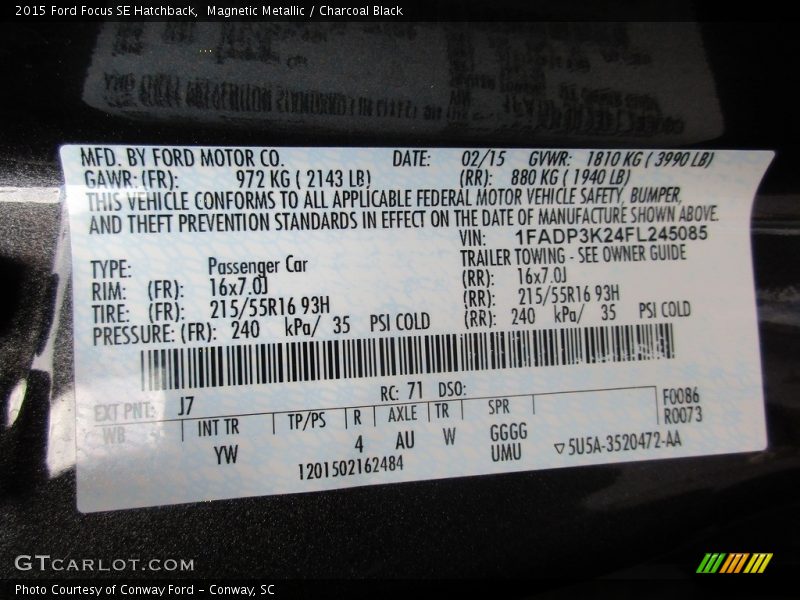 2015 Ford Focus SE Hatchback,  Magnetic Metallic / Charcoal Black
MFD. BY FORD MOTOR CO. DATE: 02/15 GVWR: 1810 KG ( 3990 LB)
GAWR: (FR): 972 KG ( 2143 LB) (RR): 880 KG ( 1940 LB)
THIS VEHICLE CONFORMS TO ALL APPLICABLE FEDERAL MOTOR VEHICLE SAFETY, BUMPER,
AND THEFT PREVENTION STANDARDS IN EFFECT ON THE DATE OF MANUFACTURE SHOWN ABOVE.
VIN: 1FADP3K24FL245085
TYPE: Passenger Car TRAILER TOWING - SEE OWNER GUIDE
RIM: (FR): 16x7.0J (RR): 16x7.0J
TIRE: (FR): 215/55R16 93H (RR): 215/55R16 93H
PRESSURE: (FR): 240 kPa/ 35 PSI COLD (RR): 240 kPa/ 35 PSI COLD
EXT PNT: J7 RC: 71 DSO:
WB INT TR TP/PS R AXLE TR SPR F0086
R0073
YW 4 AU W GGGG
UMU ▽5U5A-3520472-AA
1201502162484
GTCARLOT.COM
Photo Courtesy of Conway Ford - Conway, SC